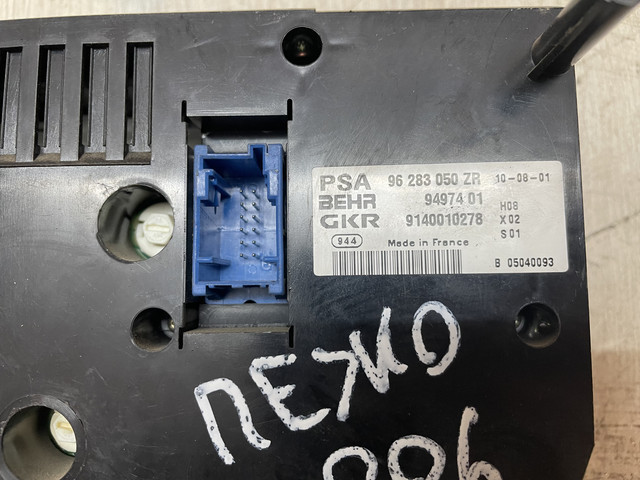 PSA 96 283 050 ZR 10-08-01
BEHR 94974 01 H08
GKR 9140010278 X02
944 Made in France S01
B 05040093
ПЕЖО